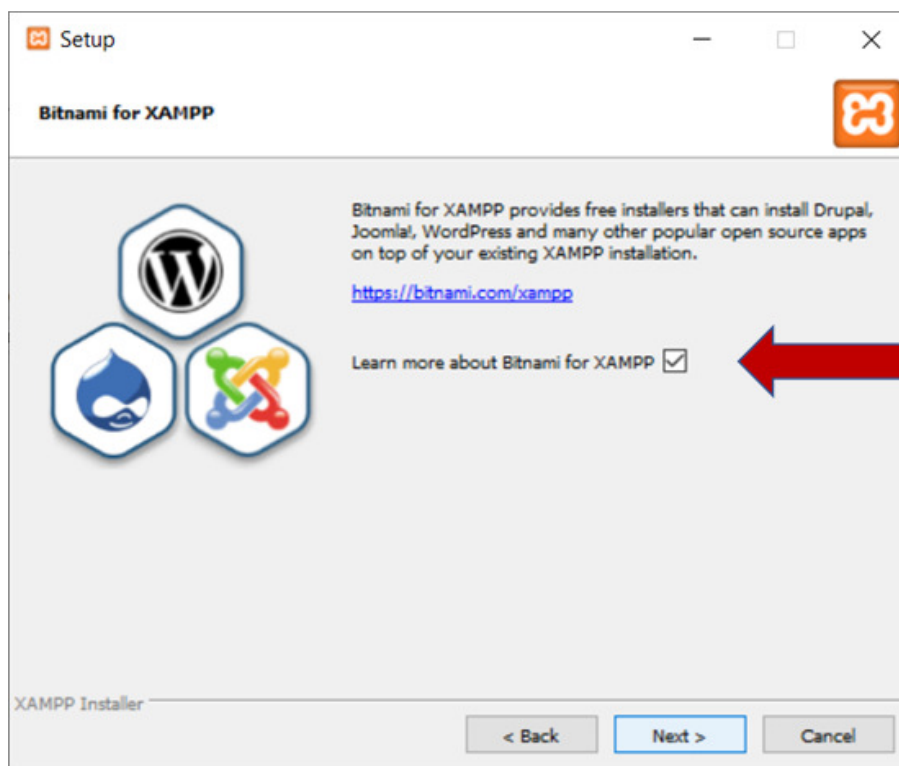 Setup
Bitnami for XAMPP
Bitnami for XAMPP provides free installers that can install Drupal,
Joomla!, WordPress and many other popular open source apps
on top of your existing XAMPP installation.
https://bitnami.com/xampp
Learn more about Bitnami for XAMPP
XAMPP Installer
< Back
Next >
Cancel